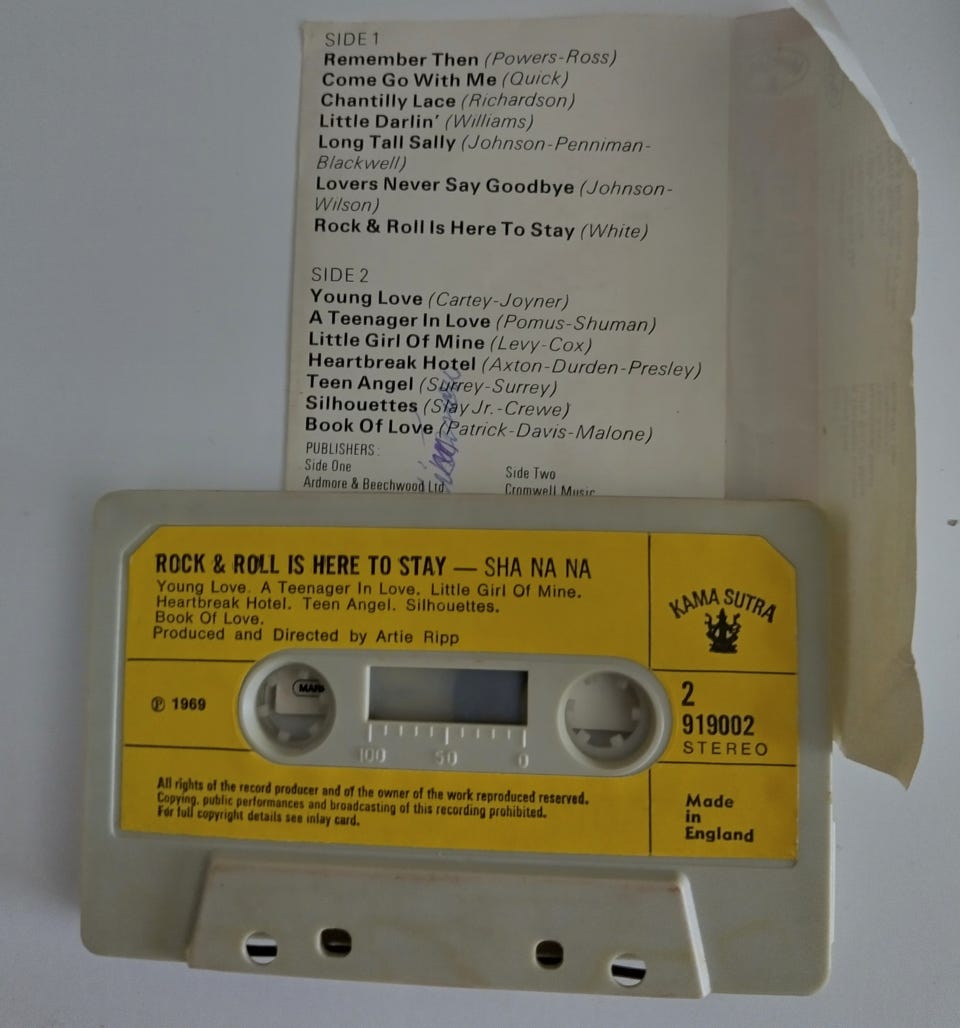 SIDE 1
Remember Then (Powers-Ross)
Come Go With Me (Quick)
Chantilly Lace (Richardson)
Little Darlin' (Williams)
Long Tall Sally (Johnson-Penniman-
Blackwell)
Lovers Never Say Goodbye (Johnson-
Wilson)
Rock & Roll Is Here To Stay (White)
SIDE 2
Young Love (Cartey-Joyner)
A Teenager In Love (Pomus-Shuman)
Little Girl Of Mine (Levy-Cox)
Heartbreak Hotel (Axton-Durden-Presley)
Teen Angel (Surrey-Surrey)
Silhouettes (Slay Jr.-Crewe)
Book Of Love (Patrick-Davis-Malone)
PUBLISHERS:
Side One
Ardmore & Beechwood Ltd
Side Two
Cromwell Music
ROCK & ROLL IS HERE TO STAY — SHA NA NA
Young Love. A Teenager In Love. Little Girl Of Mine.
Heartbreak Hotel. Teen Angel. Silhouettes.
Book Of Love.
Produced and Directed by Artie Ripp
KAMA SUTRA
℗ 1969
100 50 0
2
919002
STEREO
All rights of the record producer and of the owner of the work reproduced reserved.
Copying, public performances and broadcasting of this recording prohibited.
For full copyright details see inlay card.
Made
in
England